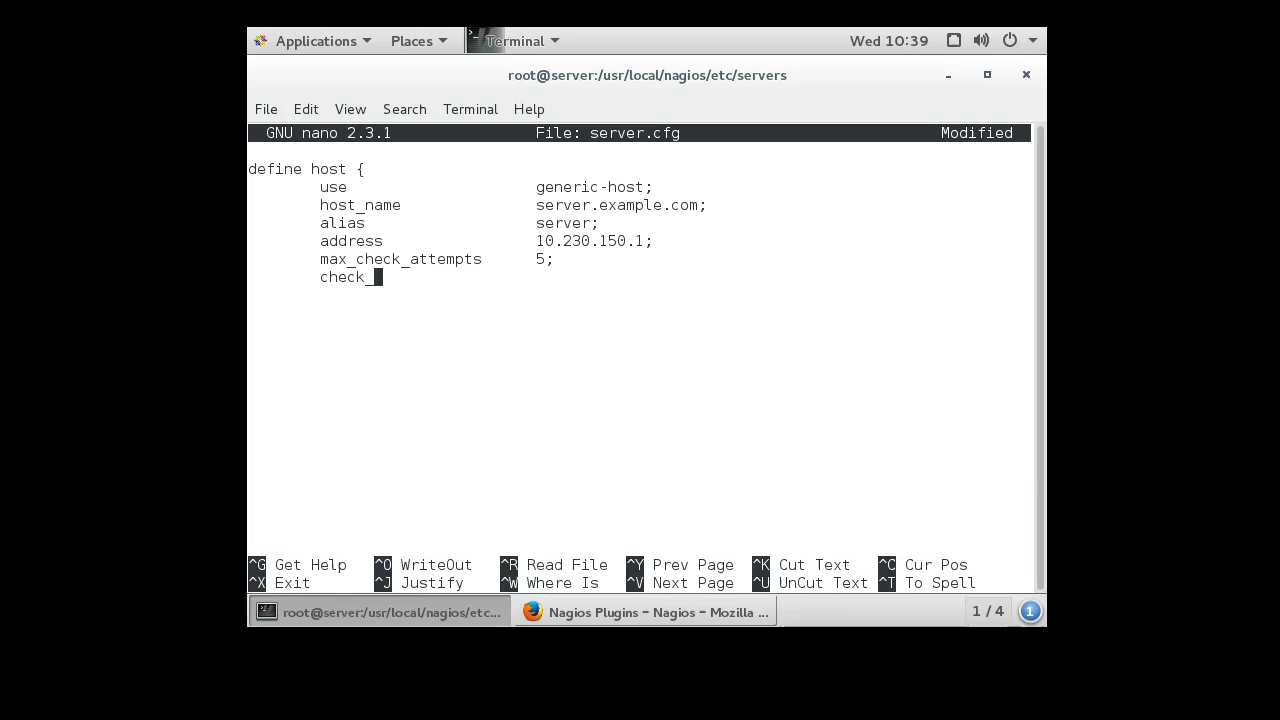 Applications Places Terminal Wed 10:39
root@server:/usr/local/nagios/etc/servers
File Edit View Search Terminal Help
GNU nano 2.3.1 File: server.cfg Modified
define host {
use generic-host;
host_name server.example.com;
alias server;
address 10.230.150.1;
max_check_attempts 5;
check_
^G Get Help ^O WriteOut ^R Read File ^Y Prev Page ^K Cut Text ^C Cur Pos
^X Exit ^J Justify ^W Where Is ^V Next Page ^U UnCut Text ^T To Spell
root@server:/usr/local/nagios/etc... Nagios Plugins - Nagios - Mozilla ... 1 / 4 1